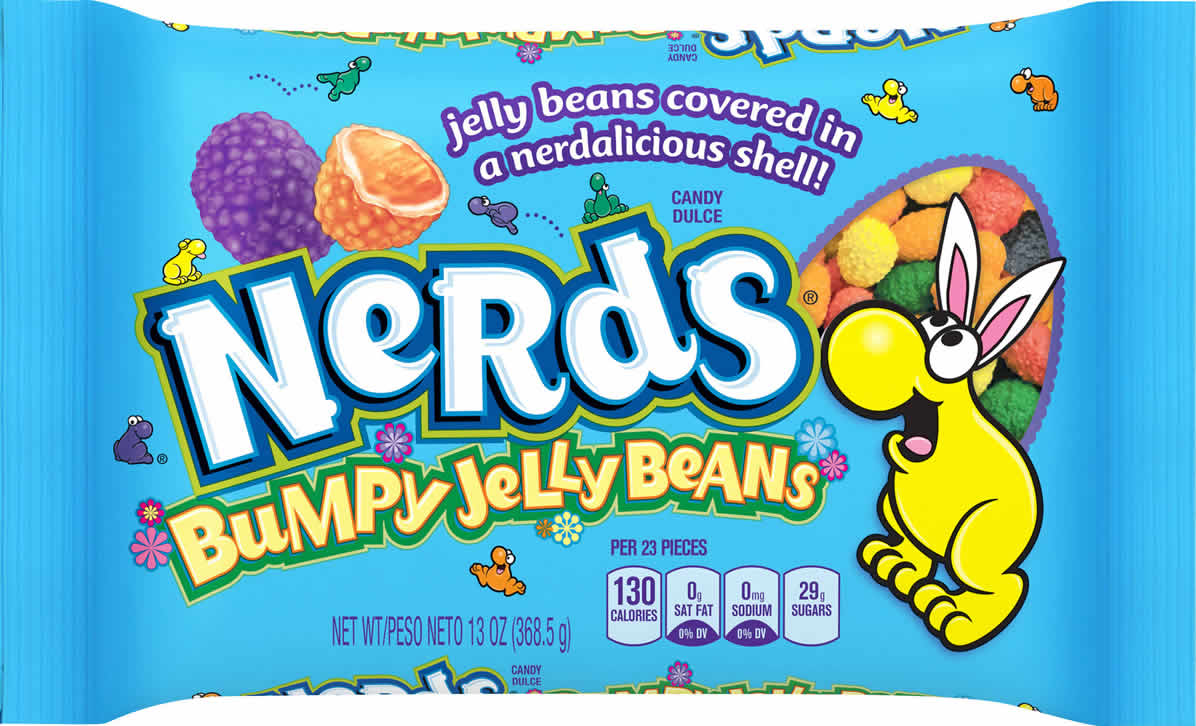 jelly beans covered in
a nerdalicious shell!
CANDY
DULCE
NeRdS®
BuMPy JeLLy BeANs
®
PER 23 PIECES
130
CALORIES
0g
SAT FAT
0% DV
0mg
SODIUM
0% DV
29g
SUGARS
NET WT/PESO NETO 13 OZ (368.5 g)
CANDY
DULCE